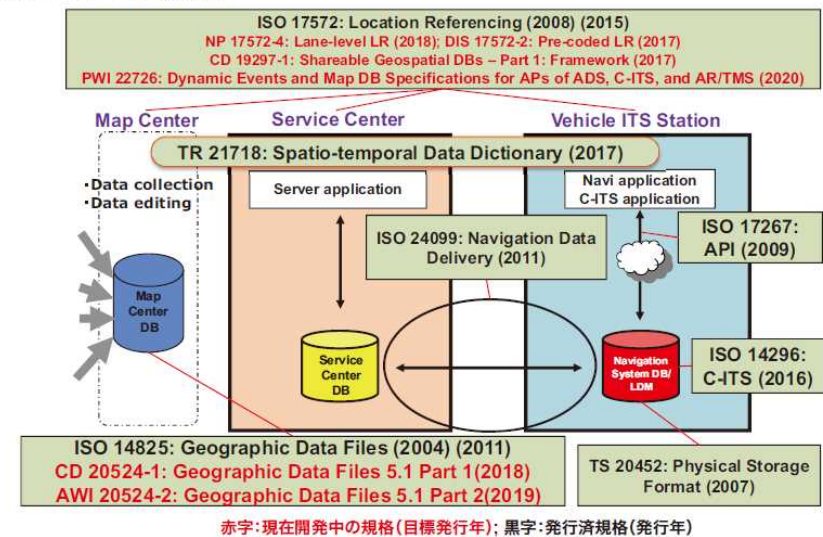 ISO 17572: Location Referencing (2008) (2015)
NP 17572-4: Lane-level LR (2018); DIS 17572-2: Pre-coded LR (2017)
CD 19297-1: Shareable Geospatial DBs – Part 1: Framework (2017)
PWI 22726: Dynamic Events and Map DB Specifications for APs of ADS, C-ITS, and AR/TMS (2020)
Map Center
Service Center
Vehicle ITS Station
TR 21718: Spatio-temporal Data Dictionary (2017)
・Data collection
・Data editing
Server application
Navi application
C-ITS application
ISO 24099: Navigation Data
Delivery (2011)
ISO 17267:
API (2009)
Map
Center
DB
Service
Center
DB
Navigation
System DB/
LDM
ISO 14296:
C-ITS (2016)
ISO 14825: Geographic Data Files (2004) (2011)
CD 20524-1: Geographic Data Files 5.1 Part 1(2018)
AWI 20524-2: Geographic Data Files 5.1 Part 2(2019)
TS 20452: Physical Storage
Format (2007)
赤字:現在開発中の規格(目標発行年); 黒字:発行済規格(発行年)